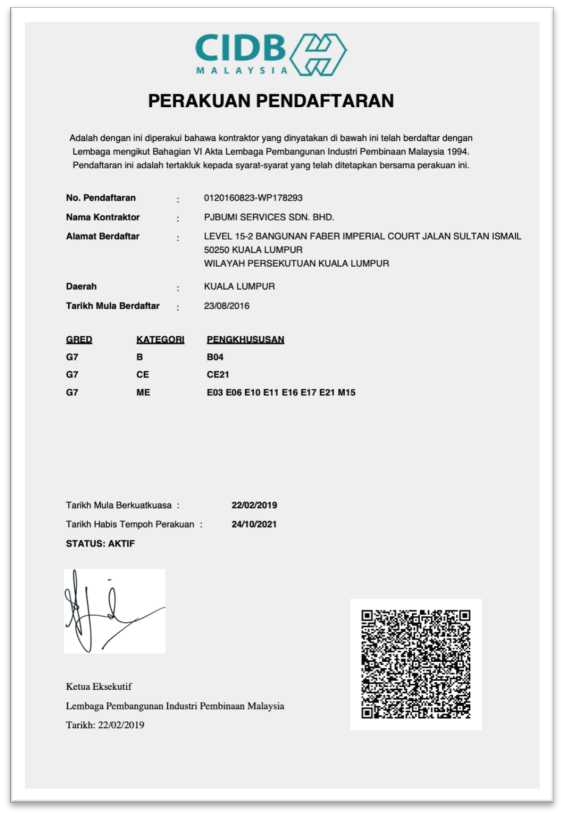 CIDB
MALAYSIA
PERAKUAN PENDAFTARAN
Adalah dengan ini diperakui bahawa kontraktor yang dinyatakan di bawah ini telah berdaftar dengan
Lembaga mengikut Bahagian VI Akta Lembaga Pembangunan Industri Pembinaan Malaysia 1994.
Pendaftaran ini adalah tertakluk kepada syarat-syarat yang telah ditetapkan bersama perakuan ini.
No. Pendaftaran : 0120160823-WP178293
Nama Kontraktor : PJBUMI SERVICES SDN. BHD.
Alamat Berdaftar : LEVEL 15-2 BANGUNAN FABER IMPERIAL COURT JALAN SULTAN ISMAIL
50250 KUALA LUMPUR
WILAYAH PERSEKUTUAN KUALA LUMPUR
Daerah : KUALA LUMPUR
Tarikh Mula Berdaftar : 23/08/2016
GRED KATEGORI PENGKHUSUSAN
G7 B B04
G7 CE CE21
G7 ME E03 E06 E10 E11 E16 E17 E21 M15
Tarikh Mula Berkuatkuasa : 22/02/2019
Tarikh Habis Tempoh Perakuan : 24/10/2021
STATUS: AKTIF
Ketua Eksekutif
Lembaga Pembangunan Industri Pembinaan Malaysia
Tarikh: 22/02/2019